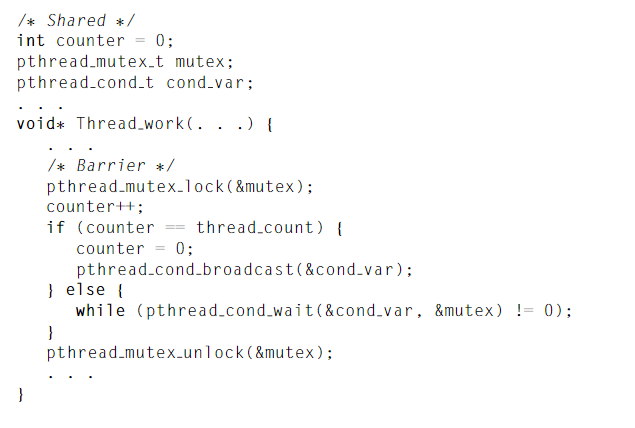 /* Shared */
int counter = 0;
pthread_mutex_t mutex;
pthread_cond_t cond_var;
. . .
void* Thread_work(. . .) {
. . .
/* Barrier */
pthread_mutex_lock(&mutex);
counter++;
if (counter == thread_count) {
counter = 0;
pthread_cond_broadcast(&cond_var);
} else {
while (pthread_cond_wait(&cond_var, &mutex) != 0);
}
pthread_mutex_unlock(&mutex);
. . .
}